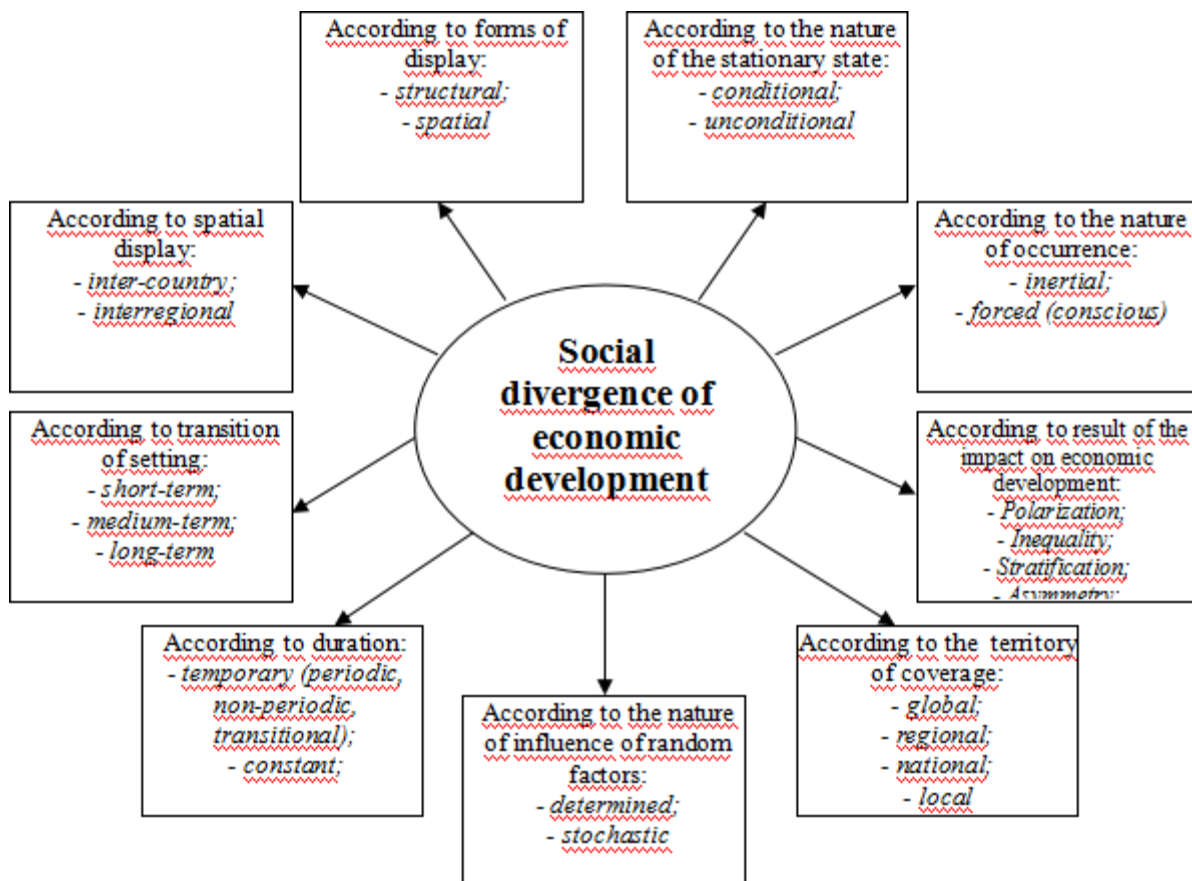 According to forms of
display:
- structural;
- spatial
According to the nature
of the stationary state:
- conditional;
- unconditional
According to spatial
display:
- inter-country;
- interregional
According to the nature
of occurrence:
- inertial;
- forced (conscious)
Social
divergence of
economic
development
According to transition
of setting:
- short-term;
- medium-term;
- long-term
According to result of the
impact on economic
development:
- Polarization;
- Inequality;
- Stratification;
- Asymmetry;
According to duration:
- temporary (periodic,
non-periodic,
transitional);
- constant;
According to the nature
of influence of random
factors:
- determined;
- stochastic
According to the territory
of coverage:
- global;
- regional;
- national;
- local